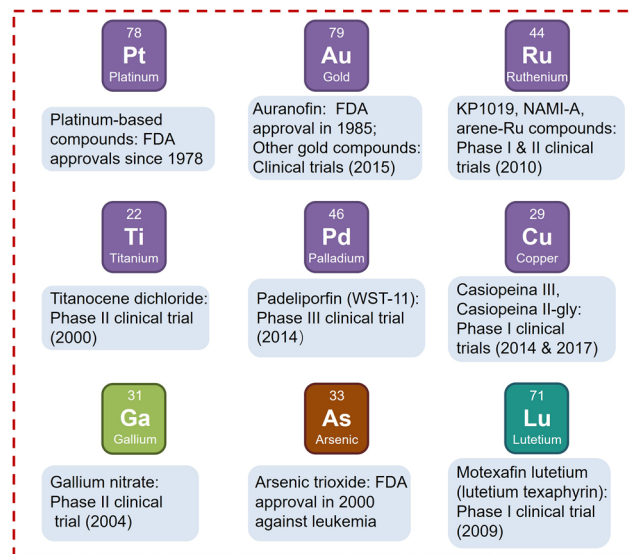 78
Pt
Platinum
Platinum-based
compounds: FDA
approvals since 1978
79
Au
Gold
Auranofin: FDA
approval in 1985;
Other gold compounds:
Clinical trials (2015)
44
Ru
Ruthenium
KP1019, NAMI-A,
arene-Ru compounds:
Phase I & II clinical
trials (2010)
22
Ti
Titanium
Titanocene dichloride:
Phase II clinical trial
(2000)
46
Pd
Palladium
Padeliporfin (WST-11):
Phase III clinical trial
(2014)
29
Cu
Copper
Casiopeina III,
Casiopeina II-gly:
Phase I clinical
trials (2014 & 2017)
31
Ga
Gallium
Gallium nitrate:
Phase II clinical
trial (2004)
33
As
Arsenic
Arsenic trioxide: FDA
approval in 2000
against leukemia
71
Lu
Lutetium
Motexafin lutetium
(lutetium texaphyrin):
Phase I clinical trial
(2009)